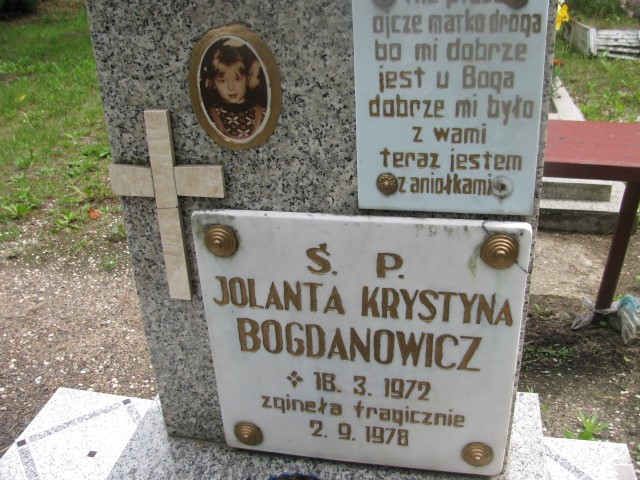 ojcze matko droga
bo mi dobrze
jest u Boga
dobrze mi było
z wami
teraz jestem
z aniołkami
Ś. P.
JOLANTA KRYSTYNA
BOGDANOWICZ
18. 3. 1972
zgineła tragicznie
2. 9. 1978